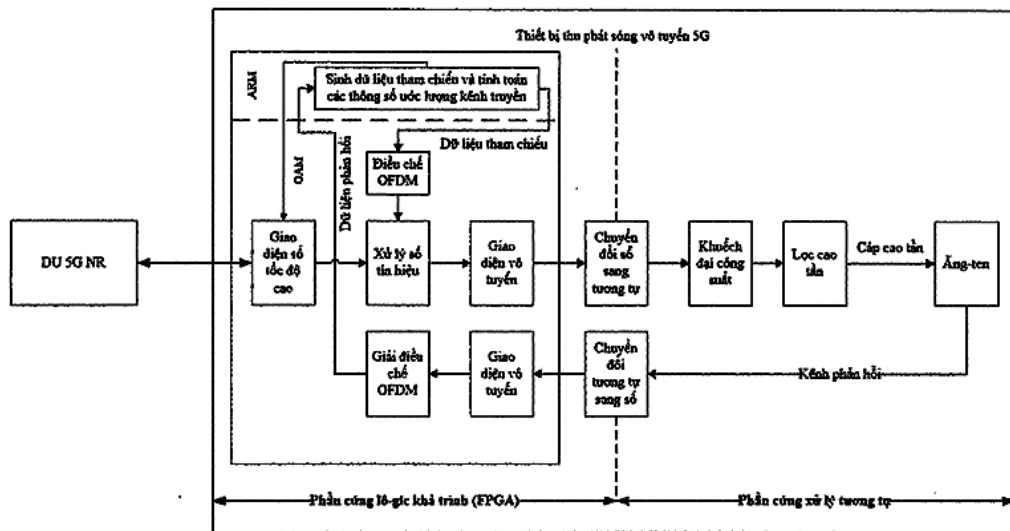 Thiết bị thu phát sóng vô tuyến 5G
ARM
Sinh dữ liệu tham chiếu và tính toán
các thông số ước lượng kênh truyền
Dữ liệu tham chiếu
OAM
Dữ liệu phản hồi
Điều chế
OFDM
DU 5G NR
Giao
diện số
tốc độ
cao
Xử lý số
tín hiệu
Giao
diện vô
tuyến
Chuyển
đổi số
sang
tương tự
Khuếch
đại công
suất
Lọc cao
tần
Cáp cao tần
Ăng-ten
Giải điều
chế
OFDM
Giao
diện vô
tuyến
Chuyển
đổi
tương tự
sang số
Kênh phản hồi
Phần cứng lô-gíc khả trình (FPGA)
Phần cứng xử lý tương tự